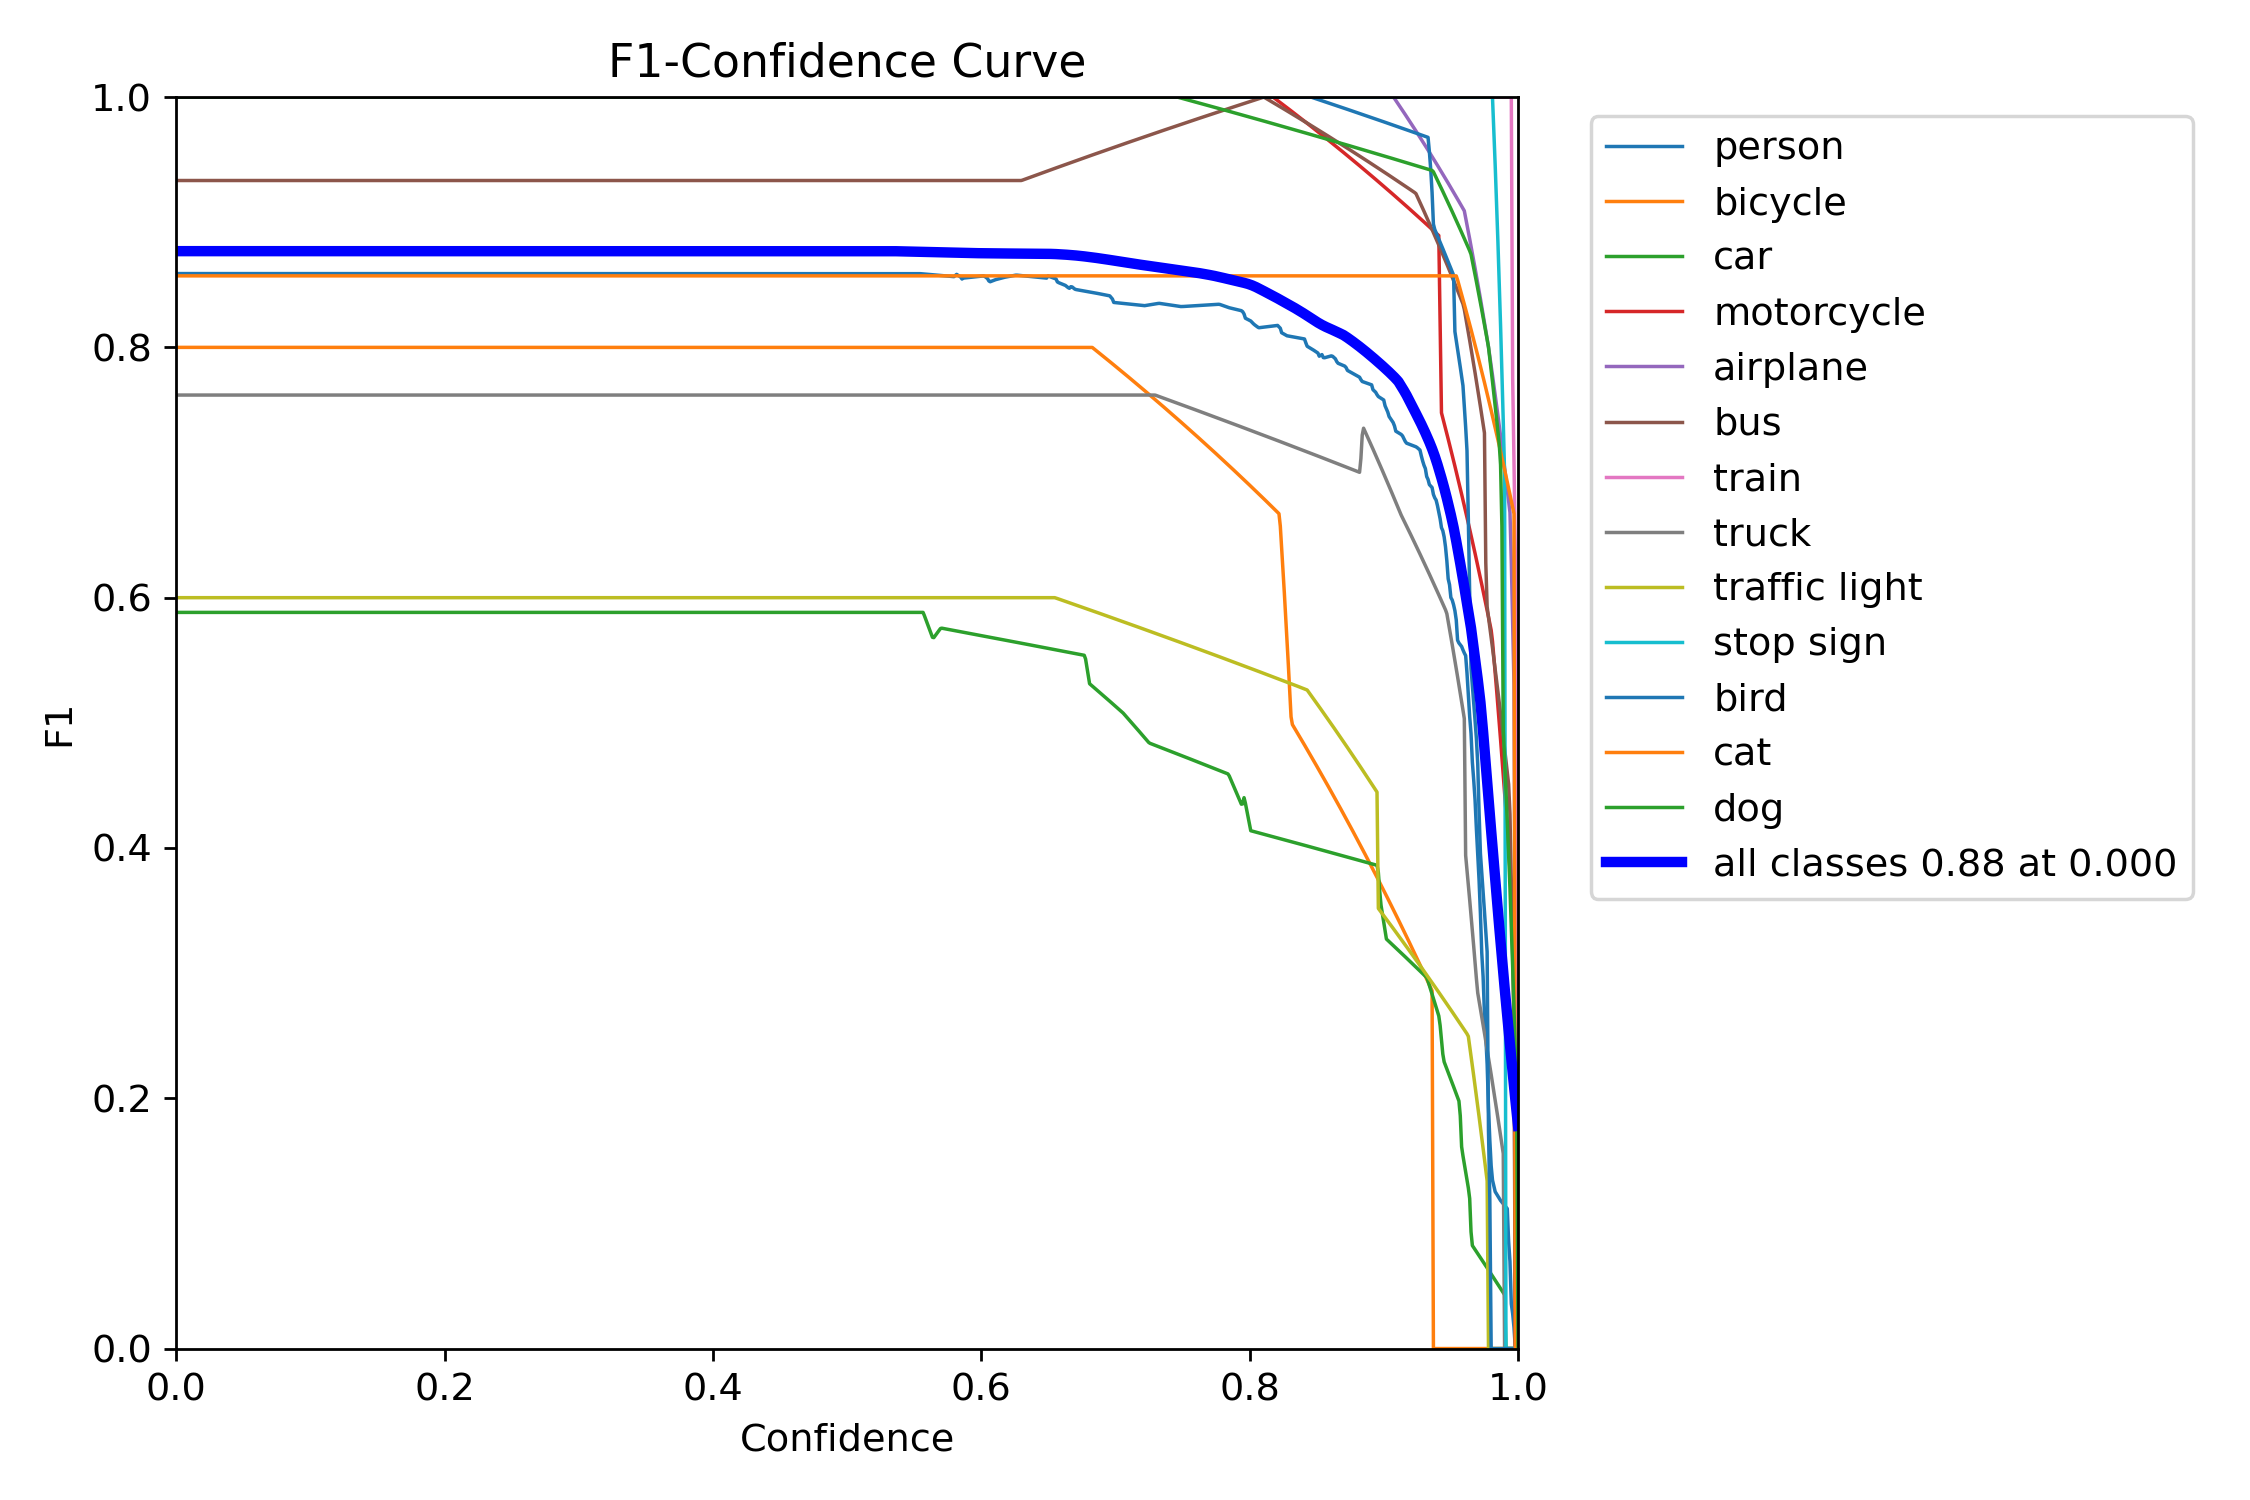 F1-Confidence Curve
1.0
0.8
0.6
0.4
0.2
0.0
F1
0.0 0.2 0.4 0.6 0.8 1.0
Confidence
person
bicycle
car
motorcycle
airplane
bus
train
truck
traffic light
stop sign
bird
cat
dog
all classes 0.88 at 0.000